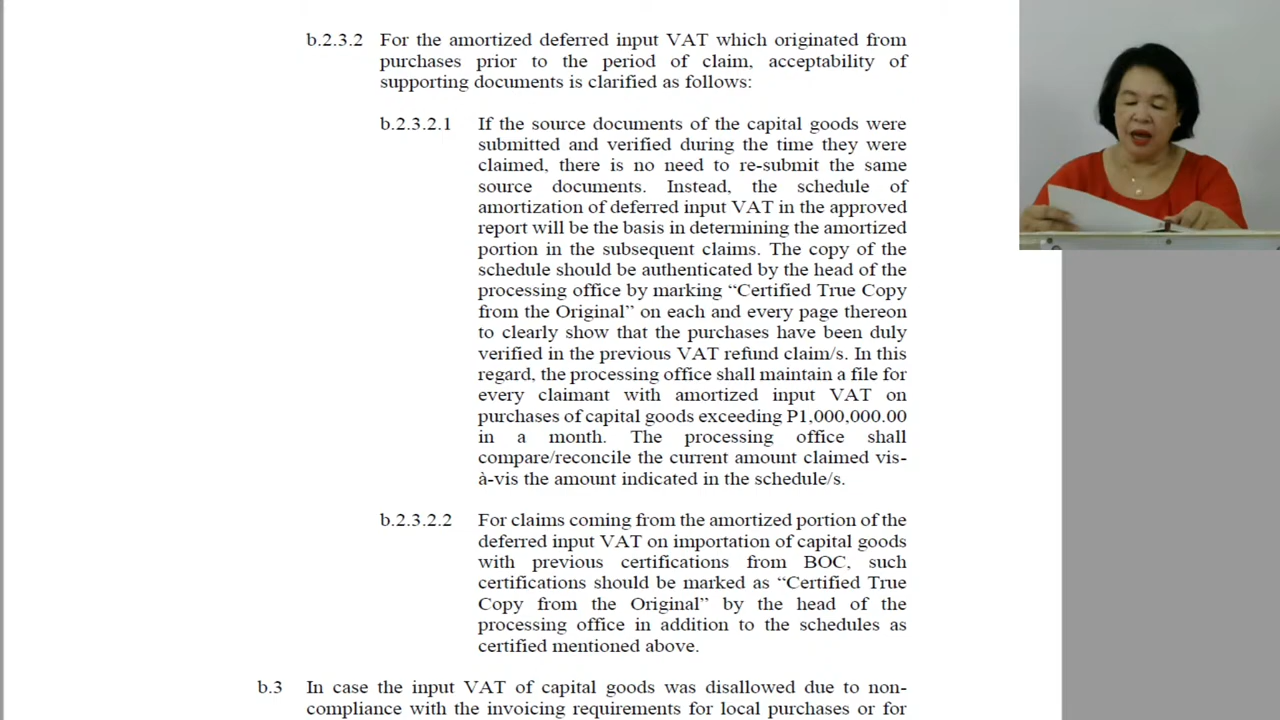 b.2.3.2 For the amortized deferred input VAT which originated from
purchases prior to the period of claim, acceptability of
supporting documents is clarified as follows:
b.2.3.2.1 If the source documents of the capital goods were
submitted and verified during the time they were
claimed, there is no need to re-submit the same
source documents. Instead, the schedule of
amortization of deferred input VAT in the approved
report will be the basis in determining the amortized
portion in the subsequent claims. The copy of the
schedule should be authenticated by the head of the
processing office by marking “Certified True Copy
from the Original” on each and every page thereon
to clearly show that the purchases have been duly
verified in the previous VAT refund claim/s. In this
regard, the processing office shall maintain a file for
every claimant with amortized input VAT on
purchases of capital goods exceeding P1,000,000.00
in a month. The processing office shall
compare/reconcile the current amount claimed vis-
à-vis the amount indicated in the schedule/s.
b.2.3.2.2 For claims coming from the amortized portion of the
deferred input VAT on importation of capital goods
with previous certifications from BOC, such
certifications should be marked as “Certified True
Copy from the Original” by the head of the
processing office in addition to the schedules as
certified mentioned above.
b.3 In case the input VAT of capital goods was disallowed due to non-
compliance with the invoicing requirements for local purchases or for